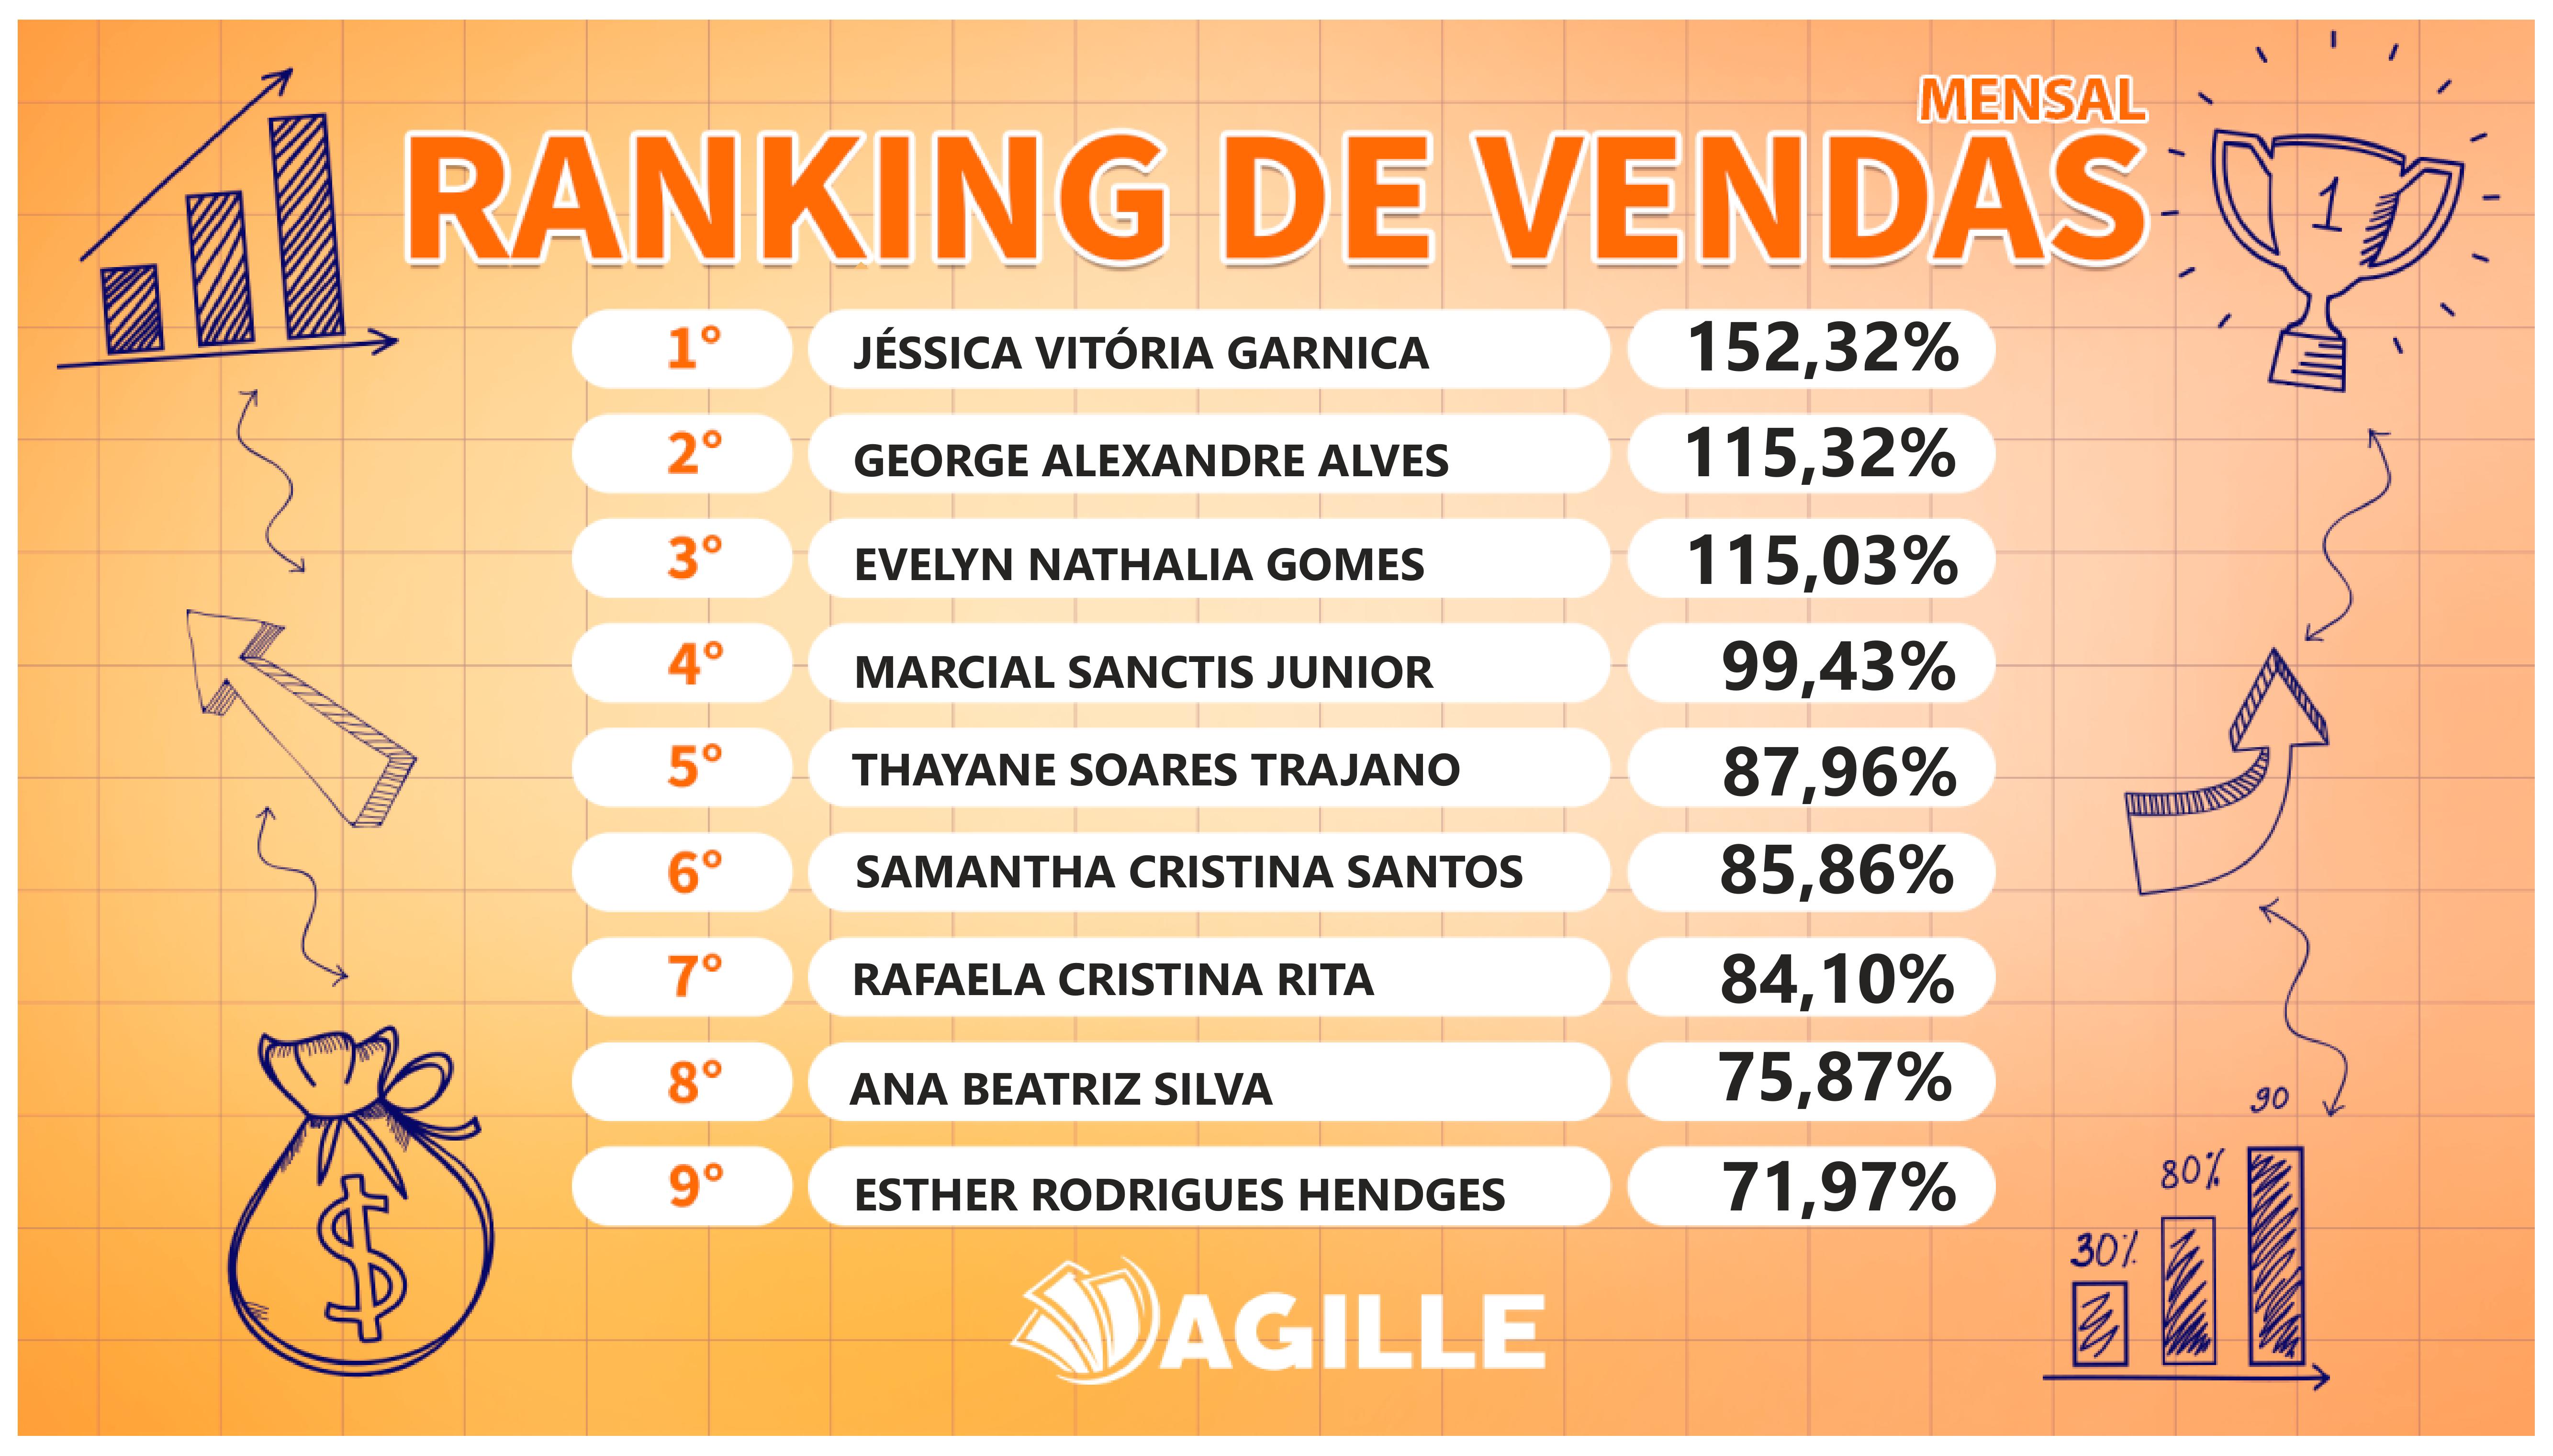 MENSAL
RANKING DE VENDAS
1
1° JÉSSICA VITÓRIA GARNICA 152,32%
2° GEORGE ALEXANDRE ALVES 115,32%
3° EVELYN NATHALIA GOMES 115,03%
4° MARCIAL SANCTIS JUNIOR 99,43%
5° THAYANE SOARES TRAJANO 87,96%
6° SAMANTHA CRISTINA SANTOS 85,86%
7° RAFAELA CRISTINA RITA 84,10%
8° ANA BEATRIZ SILVA 75,87%
9° ESTHER RODRIGUES HENDGES 71,97%
$
30%
80%
90
AGILLE